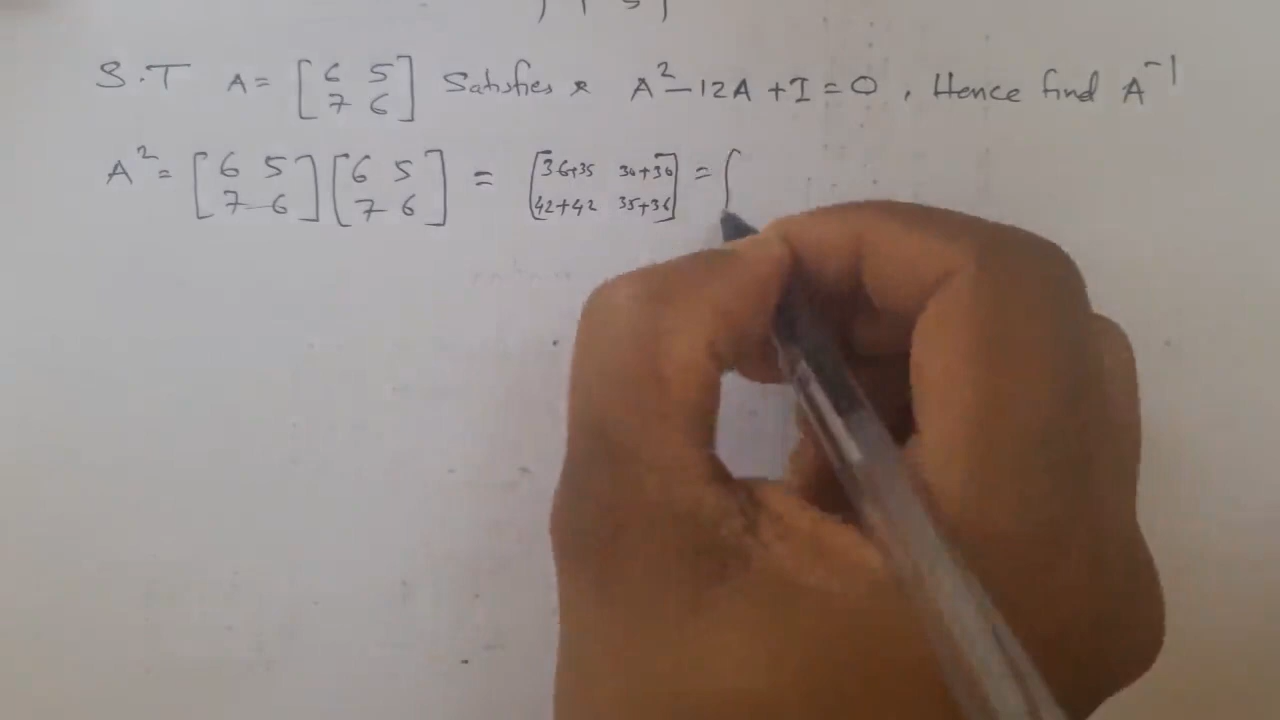 S.T A = [6 5 7 6] Satisfies A² - 12A + I = 0, Hence find A⁻¹
A² = [6 5 7 6] [6 5 7 6] = [36+35 30+30 42+42 35+36] = [